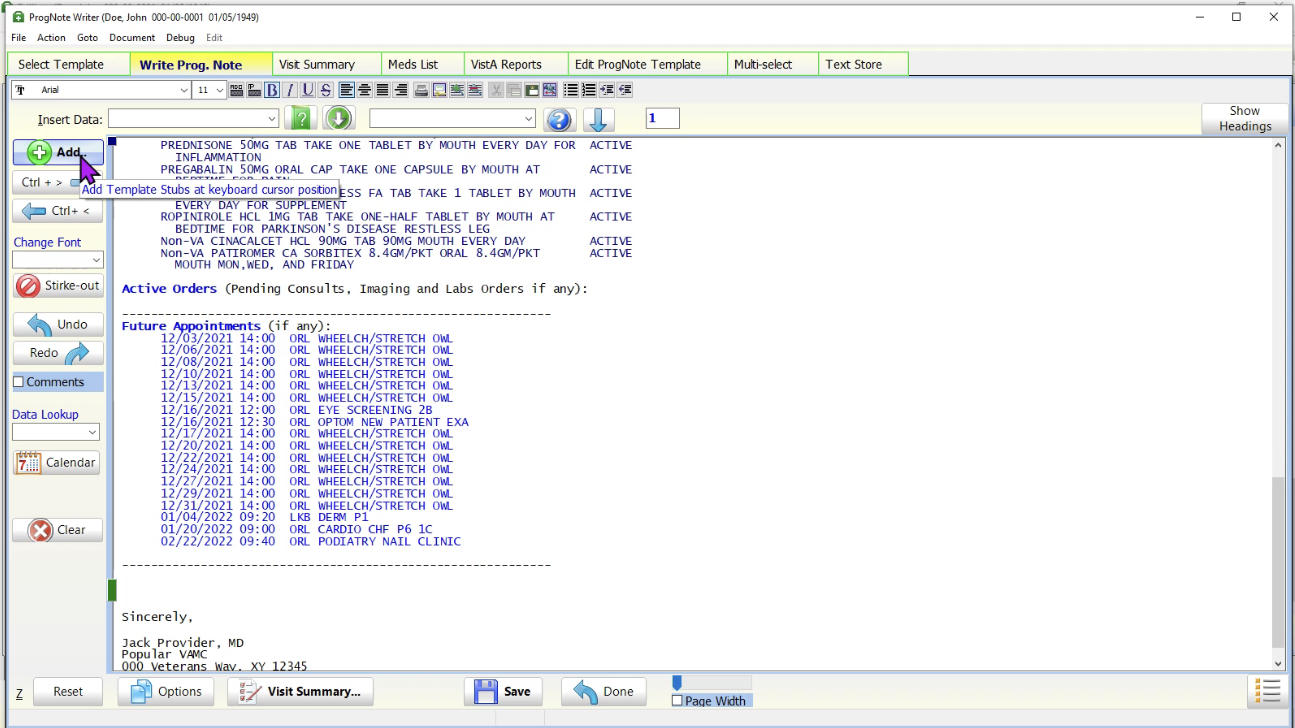 ProgNote Writer (Doe, John 000-00-0001 01/05/1949)
File Action Goto Document Debug Edit
Select Template Write Prog. Note Visit Summary Meds List VistA Reports Edit ProgNote Template Multi-select Text Store
Arial 11 B I U S
Insert Data: 1 Show Headings
Add..
Add Template Stubs at keyboard cursor position
Ctrl + >
Ctrl+ <
Change Font
Stirke-out
Undo
Redo
Comments
Data Lookup
7 Calendar
Clear
PREDNISONE 50MG TAB TAKE ONE TABLET BY MOUTH EVERY DAY FOR ACTIVE
INFLAMMATION
PREGABALIN 50MG ORAL CAP TAKE ONE CAPSULE BY MOUTH AT ACTIVE
ESS FA TAB TAKE 1 TABLET BY MOUTH ACTIVE
EVERY DAY FOR SUPPLEMENT
ROPINIROLE HCL 1MG TAB TAKE ONE-HALF TABLET BY MOUTH AT ACTIVE
BEDTIME FOR PARKINSON'S DISEASE RESTLESS LEG
Non-VA CINACALCET HCL 90MG TAB 90MG MOUTH EVERY DAY ACTIVE
Non-VA PATIROMER CA SORBITEX 8.4GM/PKT ORAL 8.4GM/PKT ACTIVE
MOUTH MON,WED, AND FRIDAY
Active Orders (Pending Consults, Imaging and Labs Orders if any):
------------------------------------------------------------------
Future Appointments (if any):
12/03/2021 14:00 ORL WHEELCH/STRETCH OWL
12/06/2021 14:00 ORL WHEELCH/STRETCH OWL
12/08/2021 14:00 ORL WHEELCH/STRETCH OWL
12/10/2021 14:00 ORL WHEELCH/STRETCH OWL
12/13/2021 14:00 ORL WHEELCH/STRETCH OWL
12/15/2021 14:00 ORL WHEELCH/STRETCH OWL
12/16/2021 12:00 ORL EYE SCREENING 2B
12/16/2021 12:30 ORL OPTOM NEW PATIENT EXA
12/17/2021 14:00 ORL WHEELCH/STRETCH OWL
12/20/2021 14:00 ORL WHEELCH/STRETCH OWL
12/22/2021 14:00 ORL WHEELCH/STRETCH OWL
12/24/2021 14:00 ORL WHEELCH/STRETCH OWL
12/27/2021 14:00 ORL WHEELCH/STRETCH OWL
12/29/2021 14:00 ORL WHEELCH/STRETCH OWL
12/31/2021 14:00 ORL WHEELCH/STRETCH OWL
01/04/2022 09:20 LKB DERM P1
01/20/2022 09:00 ORL CARDIO CHF P6 1C
02/22/2022 09:40 ORL PODIATRY NAIL CLINIC
------------------------------------------------------------------
Sincerely,
Jack Provider, MD
Popular VAMC
000 Veterans Way, XY 12345
Z Reset Options Visit Summary... Save Done Page Width